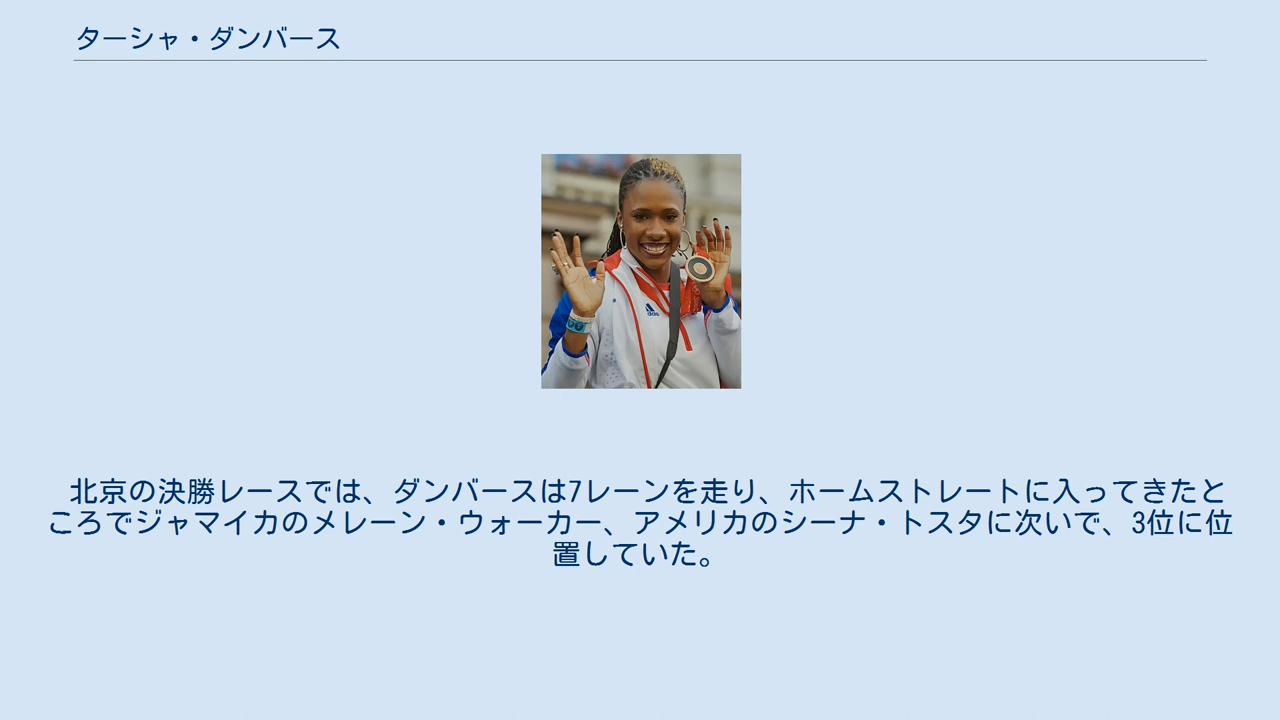 ターシャ・ダンバース
北京の決勝レースでは、ダンバースは7レーンを走り、ホームストレートに入ってきたと
ころでジャマイカのメレーン・ウォーカー、アメリカのシーナ・トスタに次いで、3位に位
置していた。